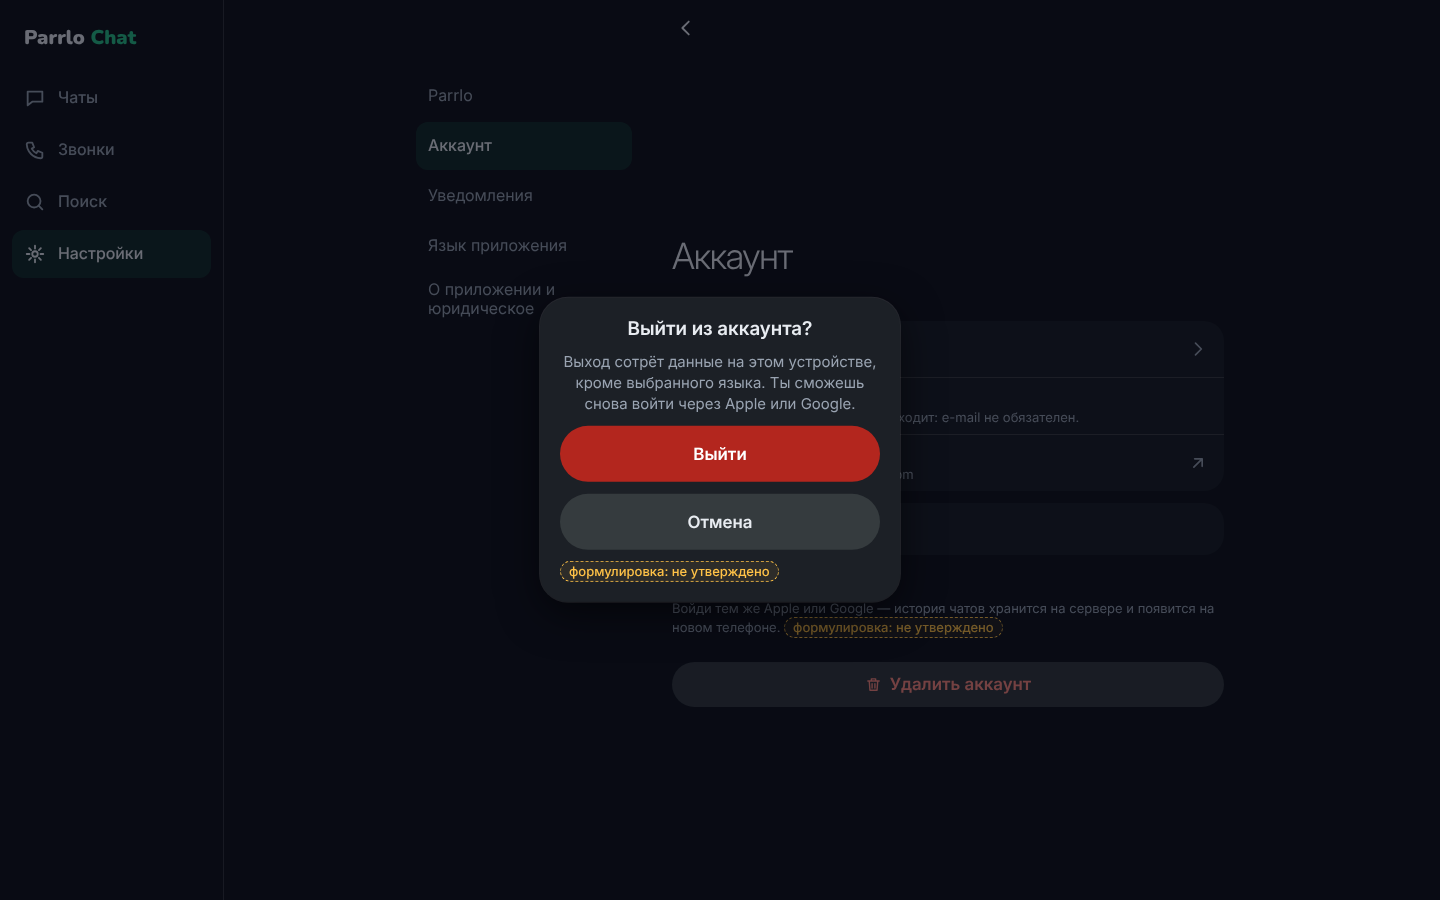 Parrlo Chat
Чаты
Звонки
Поиск
Настройки
Parrlo
Аккаунт
Уведомления
Язык приложения
О приложении и
юридическое
Аккаунт
Выйти из аккаунта?
Выход сотрёт данные на этом устройстве,
кроме выбранного языка. Ты сможешь
снова войти через Apple или Google.
Выйти
Отмена
формулировка: не утверждено
ходит: e-mail не обязателен.
om
Войди тем же Apple или Google — история чатов хранится на сервере и появится на
новом телефоне. формулировка: не утверждено
Удалить аккаунт